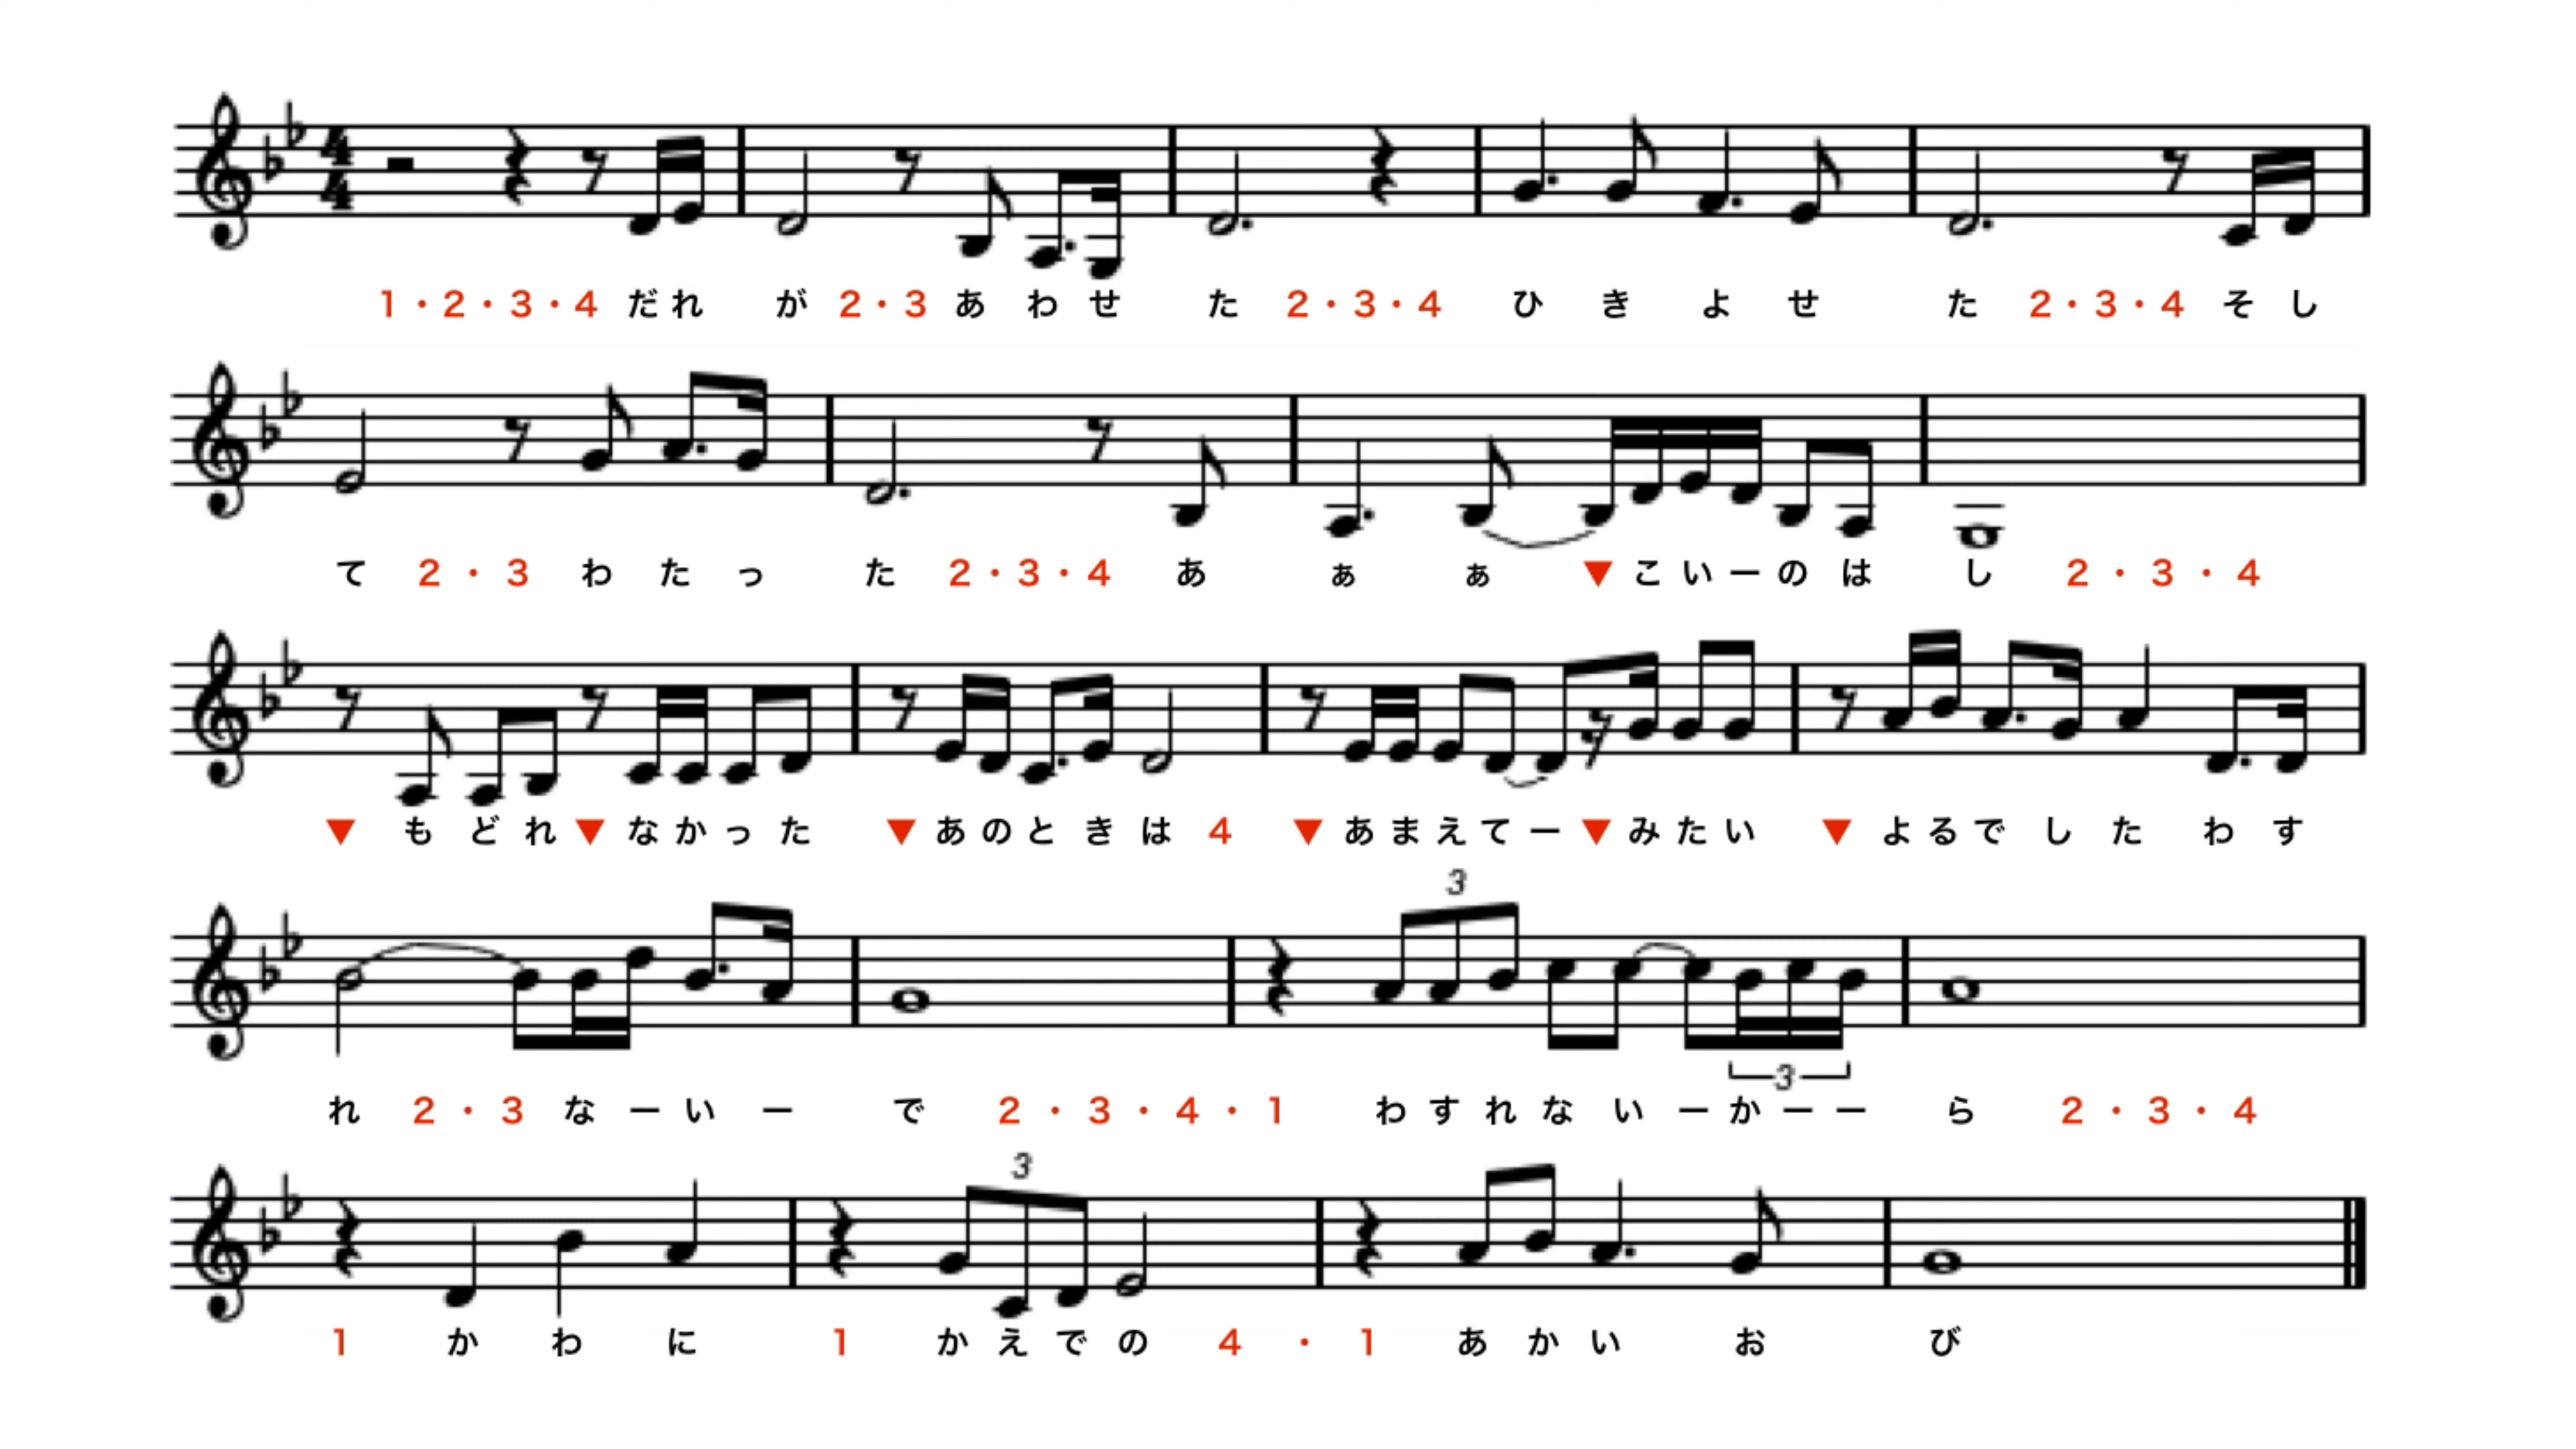 1・2・3・4 だ れ が 2・3 あ わ せ た 2・3・4 ひ き よ せ た 2・3・4 そ し
て 2・3 わ た っ た 2・3・4 あ ぁ ぁ ▼ こ い ー の は し 2・3・4
▼ も ど れ ▼ な か っ た ▼ あ の と き は 4 ▼ あ ま え て ー ▼ み た い ▼ よ る で し た わ す
3
れ 2・3 な ー い ー で 2・3・4・1 わ す れ な い ー か ー ー ら 2・3・4
3
3
1 か わ に 1 か え で の 4・1 あ か い お び